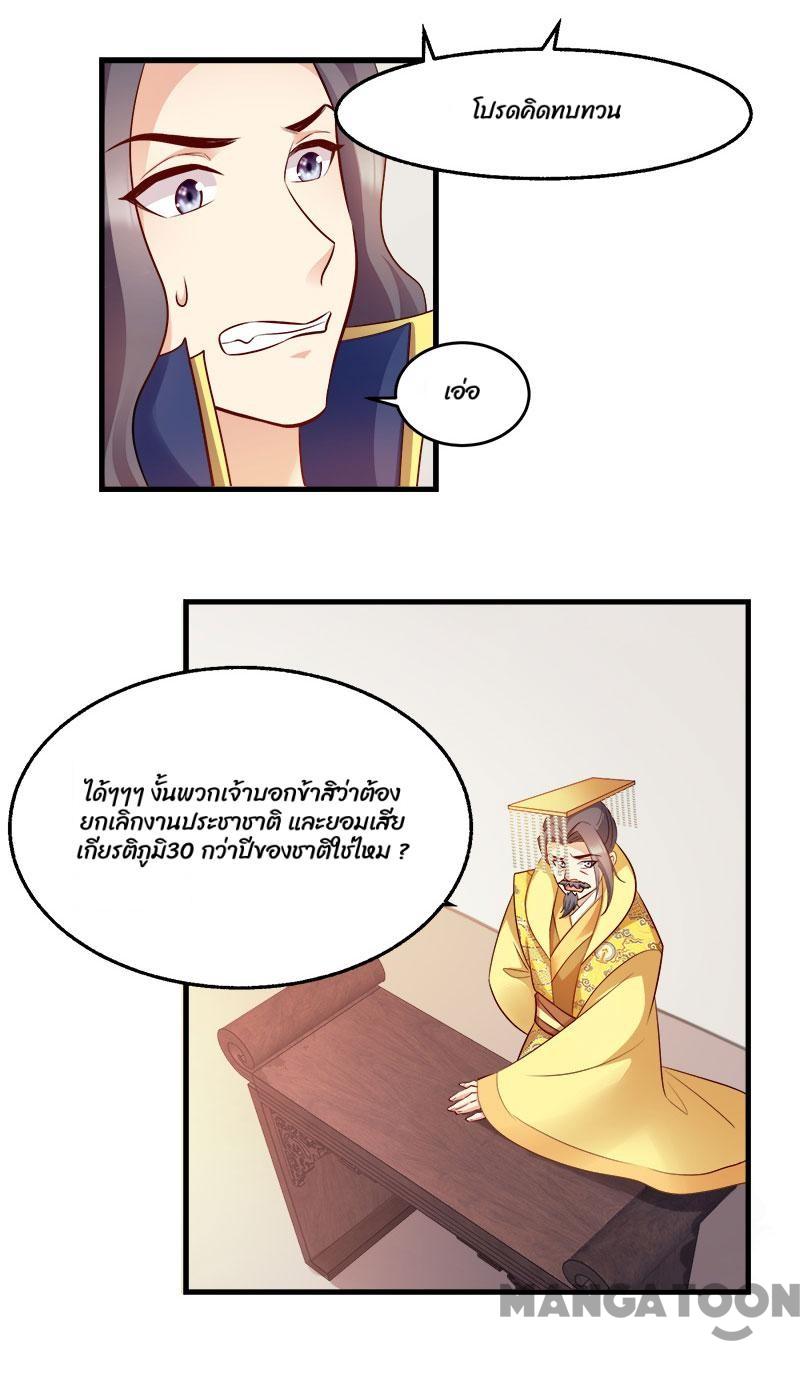 โปรดคิดทบทวน
เอ่อ
ได้ๆๆๆ งั้นพวกเจ้าบอกข้าสิว่าต้อง
ยกเลิกงานประชาชาติ และยอมเสีย
เกียรติภูมิ30 กว่าปีของชาติใช่ไหม ?
MANGATOON